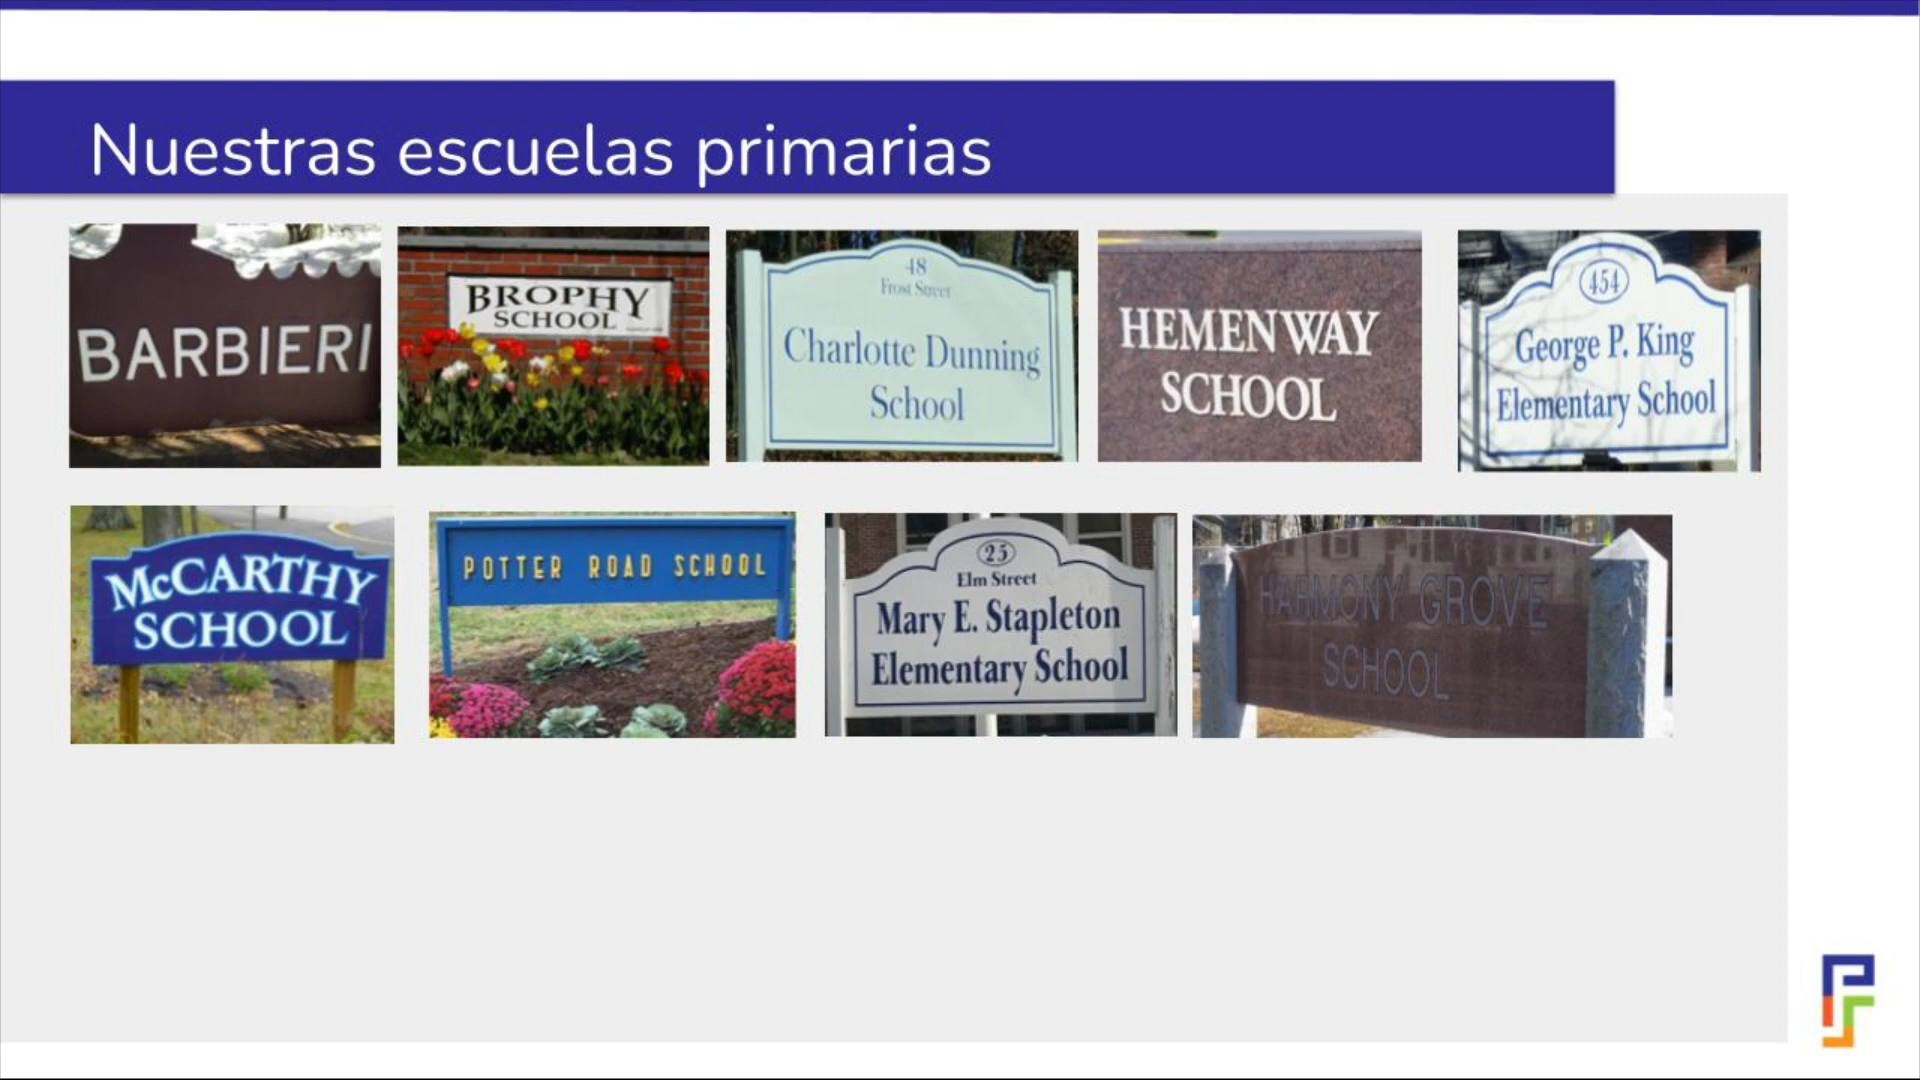 Nuestras escuelas primarias
BARBIERI
BROPHY
SCHOOL
48
Frost Street
Charlotte Dunning
School
HEMENWAY
SCHOOL
454
George P. King
Elementary School
McCARTHY
SCHOOL
POTTER ROAD SCHOOL
25
Elm Street
Mary E. Stapleton
Elementary School
HARMONY GROVE
SCHOOL